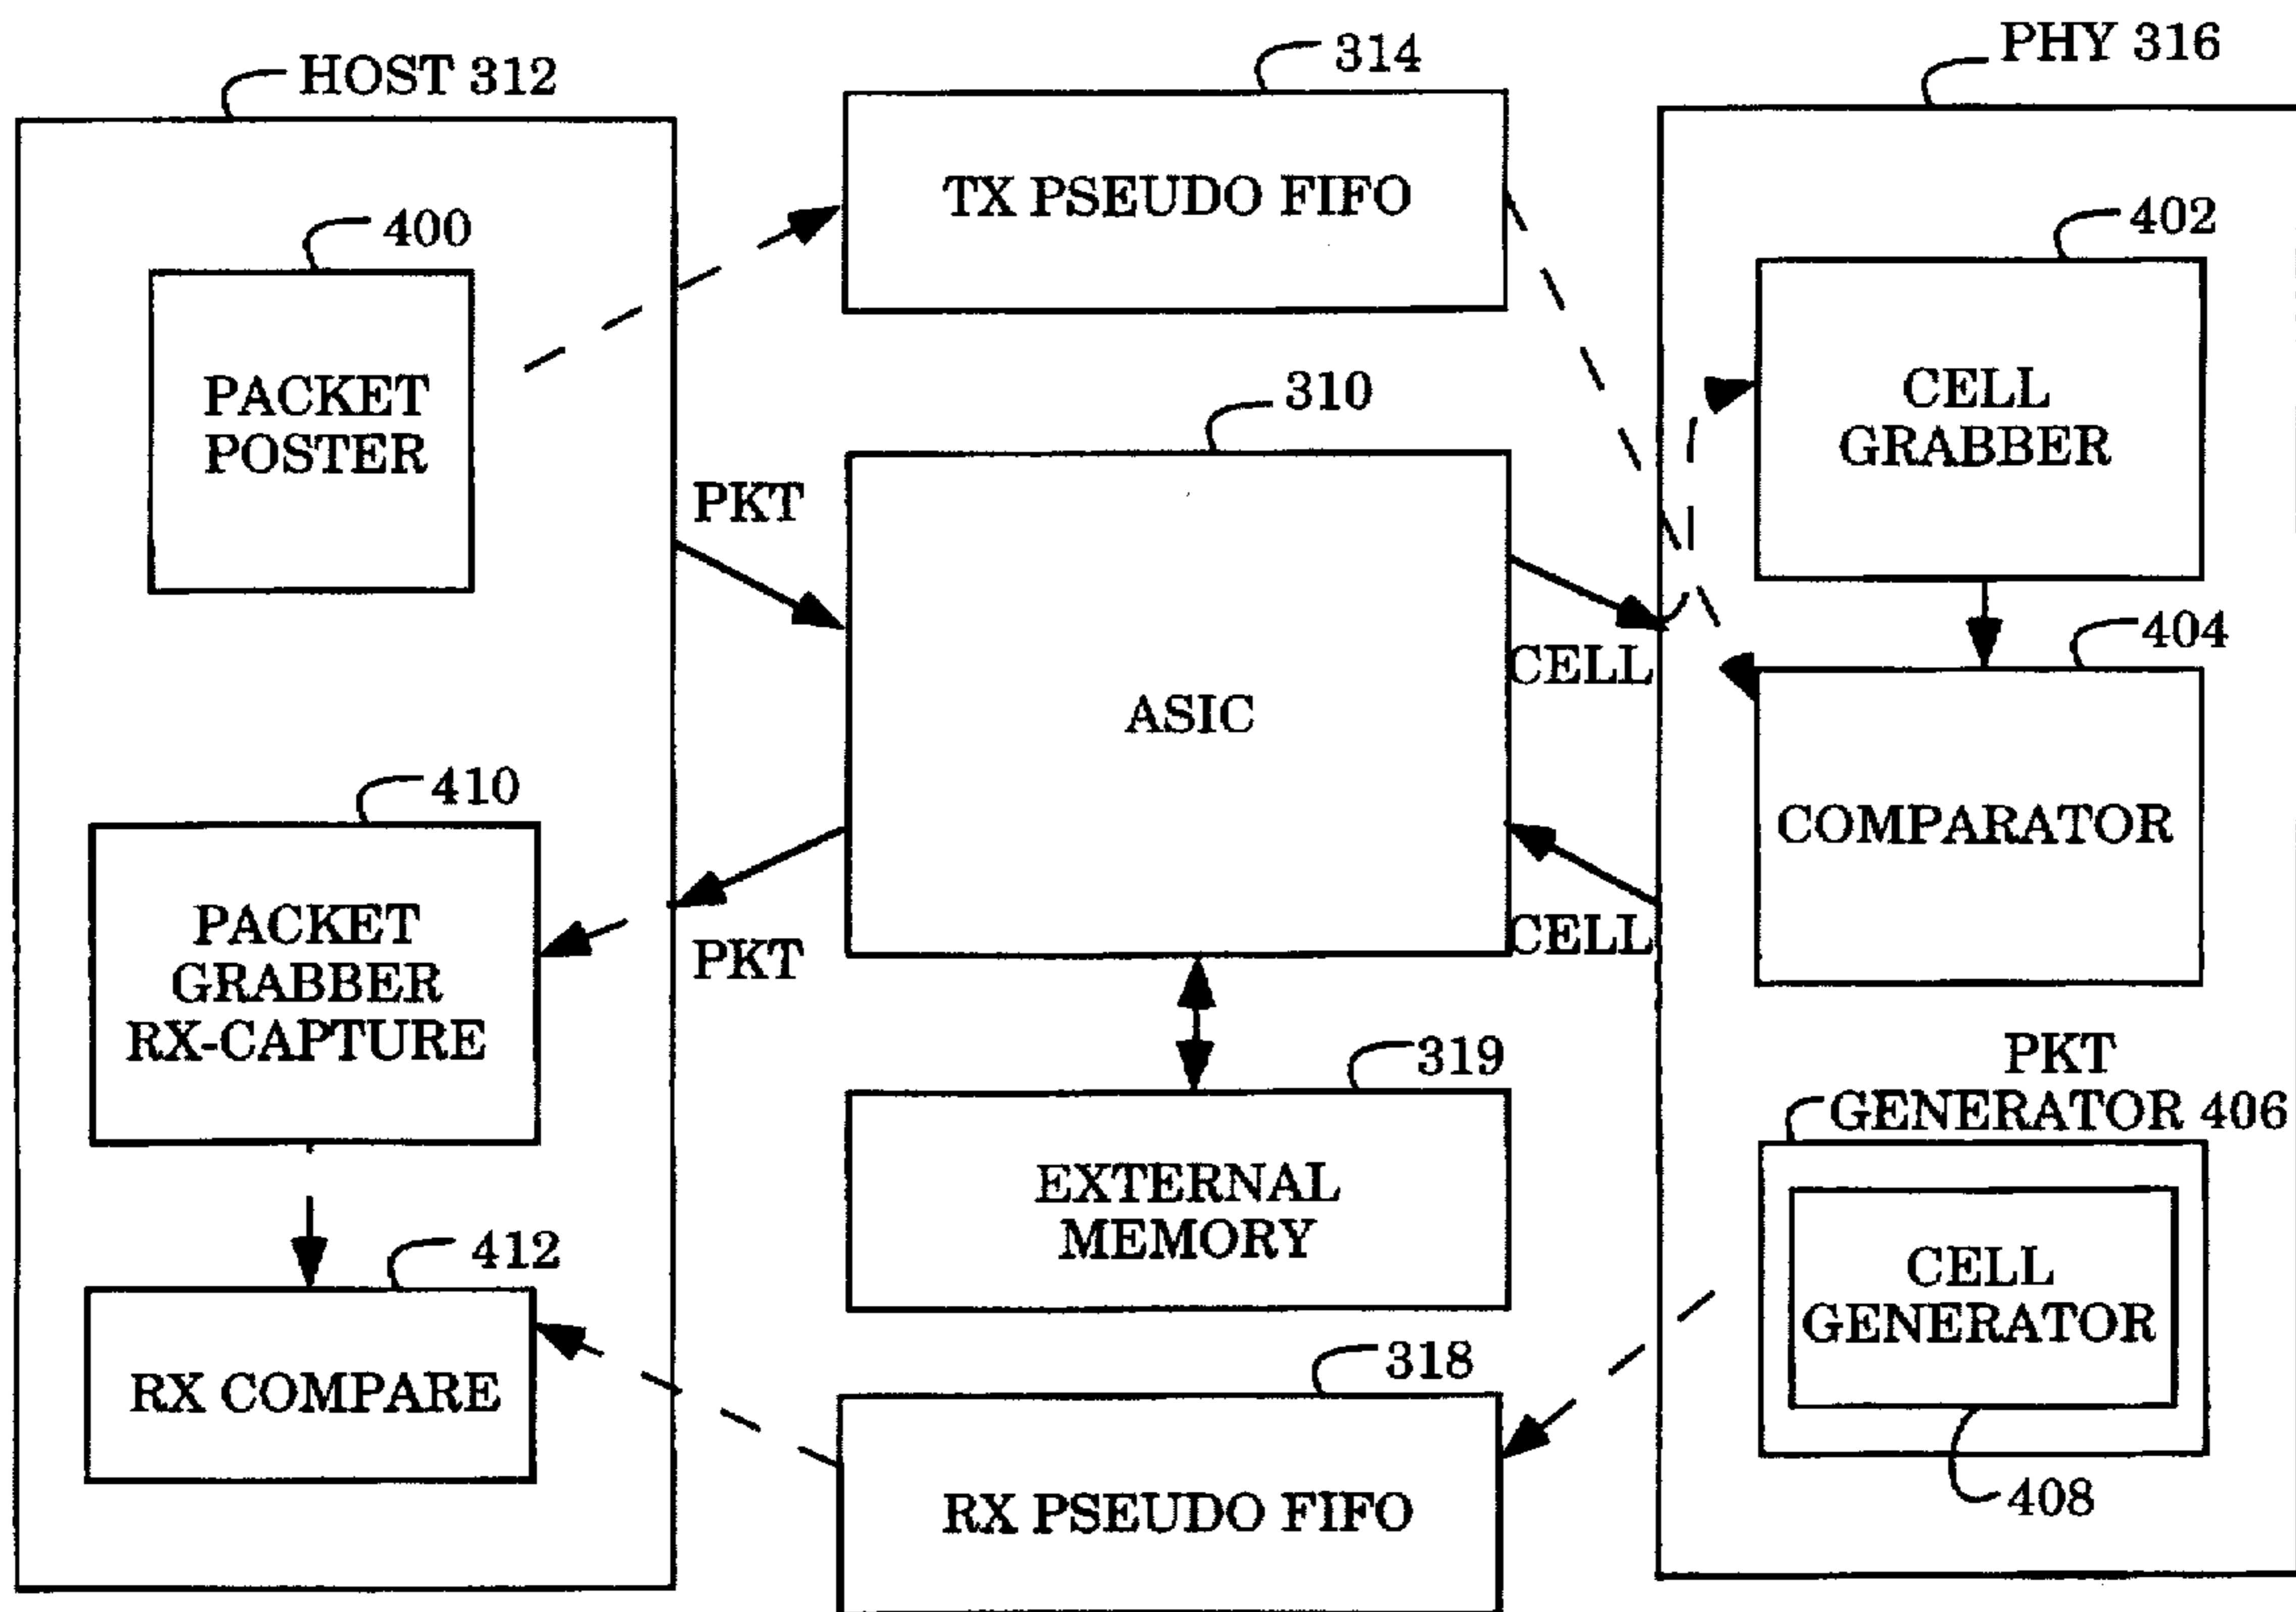 HOST 312
314
PHY 316
TX PSEUDO FIFO
400
402
PACKET
POSTER
310
CELL
GRABBER
PKT
ASIC
CELL
404
COMPARATOR
410
PACKET
GRABBER
RX-CAPTURE
PKT
CELL
319
PKT
GENERATOR 406
EXTERNAL
MEMORY
412
CELL
GENERATOR
RX COMPARE
318
408
RX PSEUDO FIFO